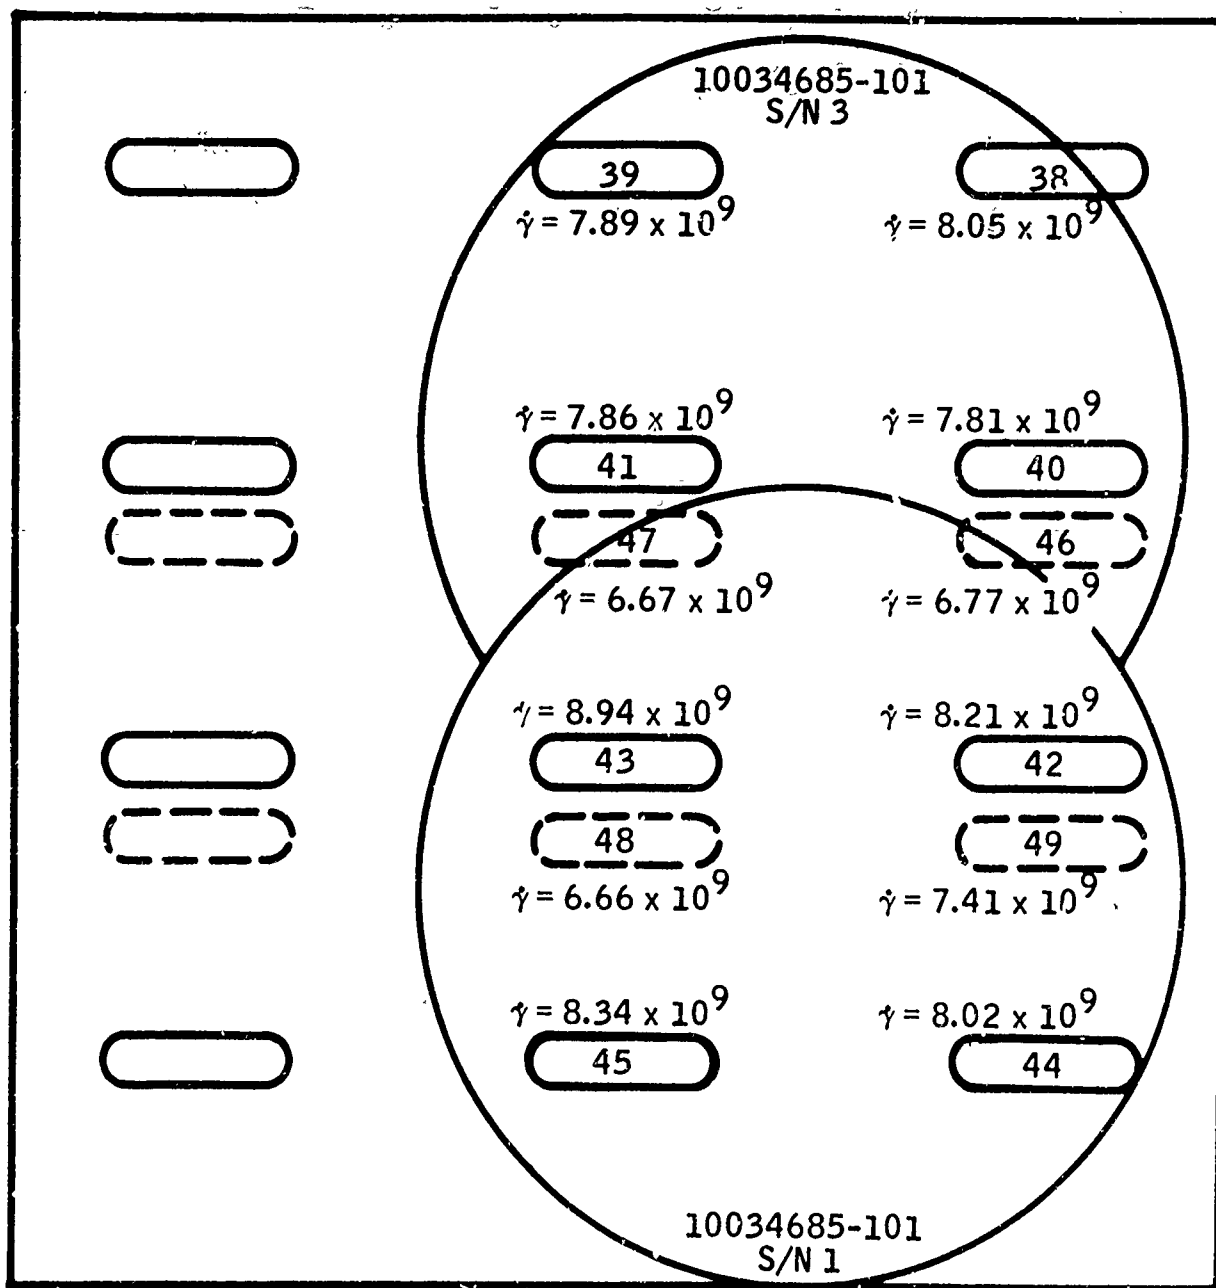 10034685-101
S/N 3
39 38
γ̇ = 7.89 x 10⁹ γ̇ = 8.05 x 10⁹
γ̇ = 7.86 x 10⁹ γ̇ = 7.81 x 10⁹
41 40
47 46
γ̇ = 6.67 x 10⁹ γ̇ = 6.77 x 10⁹
γ̇ = 8.94 x 10⁹ γ̇ = 8.21 x 10⁹
43 42
48 49
γ̇ = 6.66 x 10⁹ γ̇ = 7.41 x 10⁹
γ̇ = 8.34 x 10⁹ γ̇ = 8.02 x 10⁹
45 44
10034685-101
S/N 1